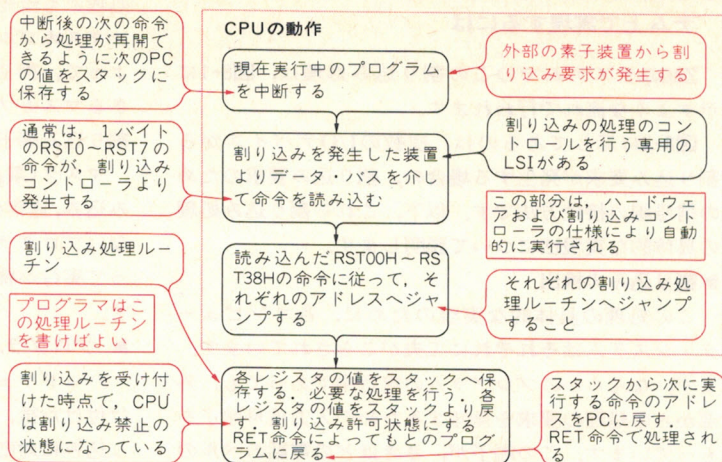 中断後の次の命令
から処理が再開で
きるように次のPC
の値をスタックに
保存する
CPUの動作
現在実行中のプログラム
を中断する
外部の素子装置から割
り込み要求が発生する
通常は，1バイト
のRST0～RST7の
命令が，割り込み
コントローラより
発生する
割り込みを発生した装置
よりデータ・バスを介し
て命令を読み込む
割り込みの処理のコン
トロールを行う専用の
LSIがある
この部分は，ハードウェ
アおよび割り込みコント
ローラの仕様により自動
的に実行される
割り込み処理ルー
チン
読み込んだRST00H～RS
T38Hの命令に従って，そ
れぞれのアドレスへジャ
ンプする
それぞれの割り込み処
理ルーチンへジャンプ
すること
プログラマはこ
の処理ルーチン
を書けばよい
割り込みを受け付
けた時点で，CPU
は割り込み禁止の
状態になっている
各レジスタの値をスタックへ保
存する．必要な処理を行う．各
レジスタの値をスタックより戻
す．割り込み許可状態にする
RET命令によってもとのプログ
ラムに戻る
スタックから次に実
行する命令のアドレ
スをPCに戻す．
RET命令で処理され
る